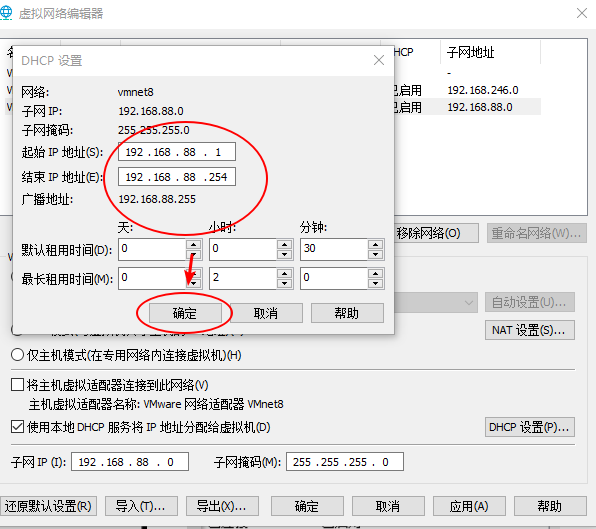 虚拟网络编辑器
DHCP 设置
HCP 子网地址
-
已启用 192.168.246.0
已启用 192.168.88.0
网络: vmnet8
子网 IP: 192.168.88.0
子网掩码: 255.255.255.0
起始 IP 地址(S): 192 . 168 . 88 . 1
结束 IP 地址(E): 192 . 168 . 88 . 254
广播地址: 192.168.88.255
天: 小时: 分钟:
默认租用时间(D): 0 0 30
最长租用时间(M): 0 2 0
确定 取消 帮助
移除网络(O) 重命名网络(W)...
自动设置(U)...
NAT 设置(S)...
仅主机模式(在专用网络内连接虚拟机)(H)
将主机虚拟适配器连接到此网络(V)
主机虚拟适配器名称: VMware 网络适配器 VMnet8
使用本地 DHCP 服务将 IP 地址分配给虚拟机(D) DHCP 设置(P)...
子网 IP (I): 192 . 168 . 88 . 0 子网掩码(M): 255 . 255 . 255 . 0
还原默认设置(R) 导入(T)... 导出(X)... 确定 取消 应用(A) 帮助